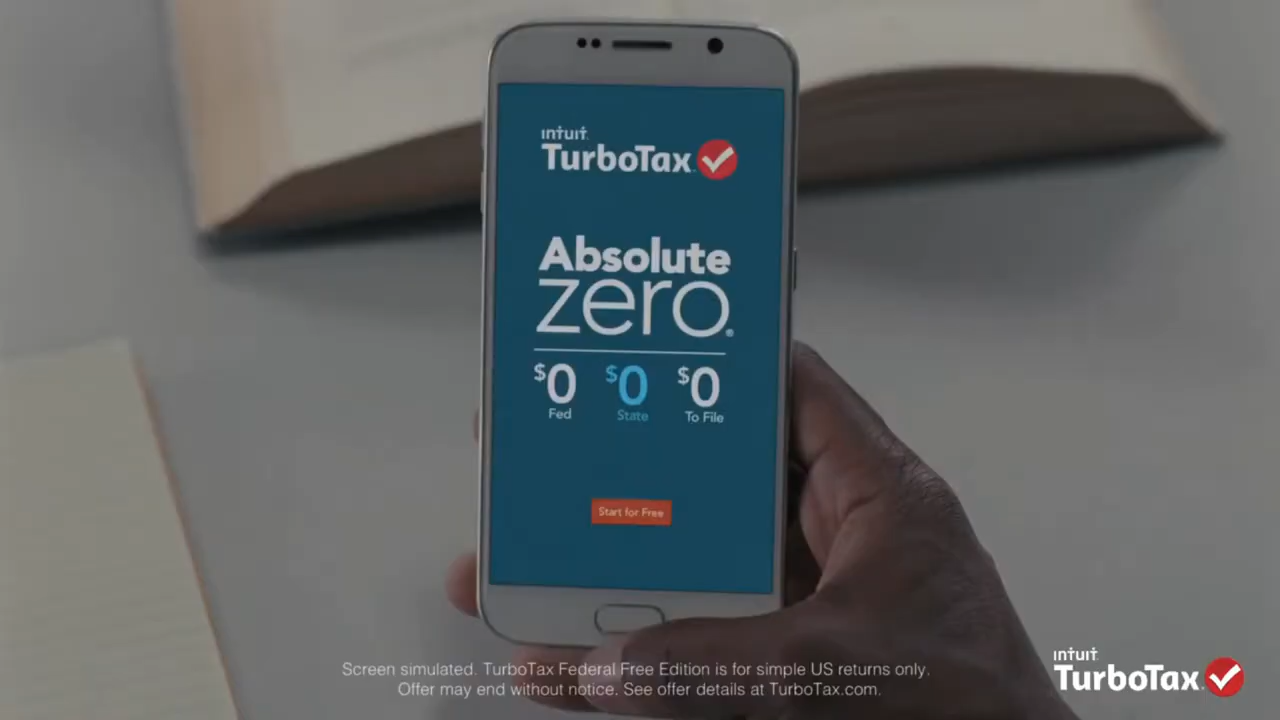 intuit
TurboTax
Absolute
zero®
$0 $0 $0
Fed State To File
Start for Free
Screen simulated. TurboTax Federal Free Edition is for simple US returns only.
Offer may end without notice. See offer details at TurboTax.com.
intuit
TurboTax